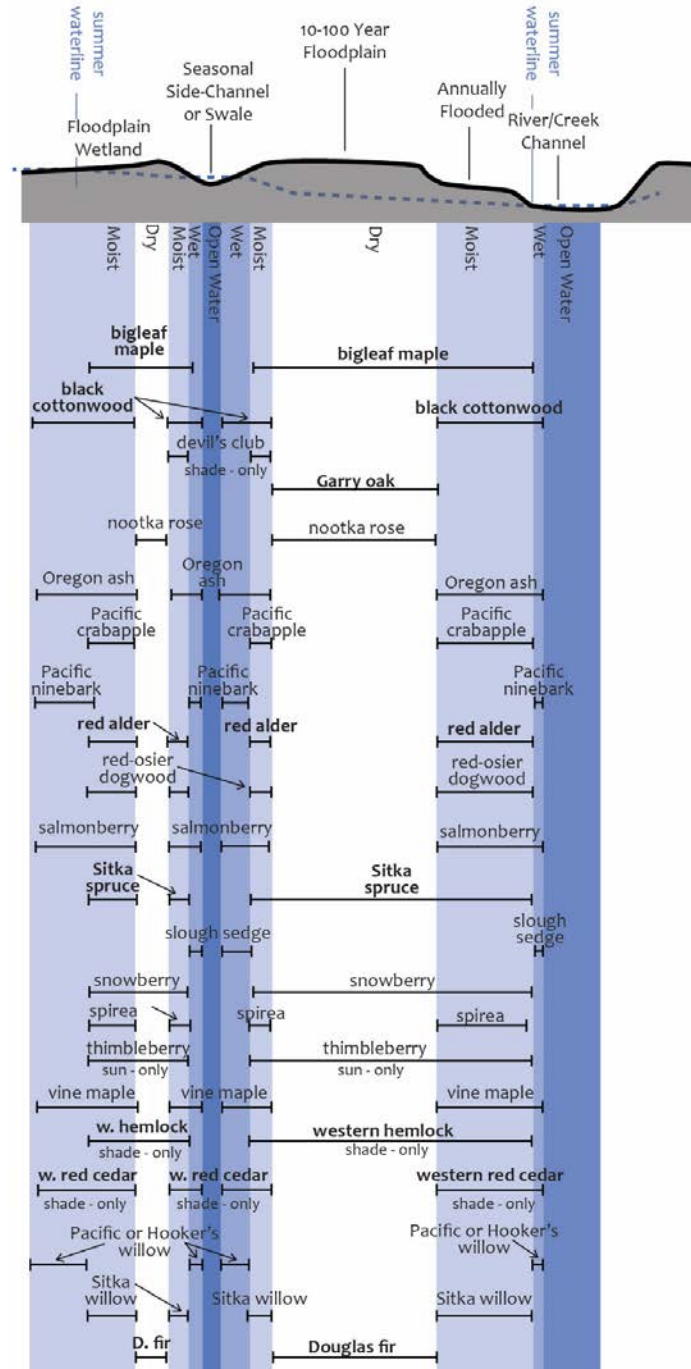 summer
waterline
summer
waterline
10-100 Year
Floodplain
Seasonal
Side-Channel
or Swale
Annually
Flooded
Floodplain
Wetland
River/Creek
Channel
Moist
Dry
Moist
Wet
Open Water
Wet
Moist
Dry
Moist
Wet
Open Water
bigleaf
maple
bigleaf maple
black
cottonwood
black cottonwood
devil's club
shade - only
Garry oak
nootka rose
nootka rose
Oregon ash
Oregon
ash
Oregon ash
Pacific
crabapple
Pacific
crabapple
Pacific
crabapple
Pacific
ninebark
Pacific
ninebark
Pacific
ninebark
red alder
red alder
red alder
red-osier
dogwood
red-osier
dogwood
salmonberry
salmonberry
salmonberry
Sitka
spruce
Sitka
spruce
slough sedge
slough
sedge
snowberry
snowberry
spirea
spirea
spirea
thimbleberry
sun - only
thimbleberry
sun - only
vine maple
vine maple
vine maple
w. hemlock
shade - only
western hemlock
shade - only
w. red cedar
shade - only
w. red cedar
shade - only
western red cedar
shade - only
Pacific or Hooker's
willow
Pacific or Hooker's
willow
Sitka
willow
Sitka willow
Sitka willow
D. fir
Douglas fir